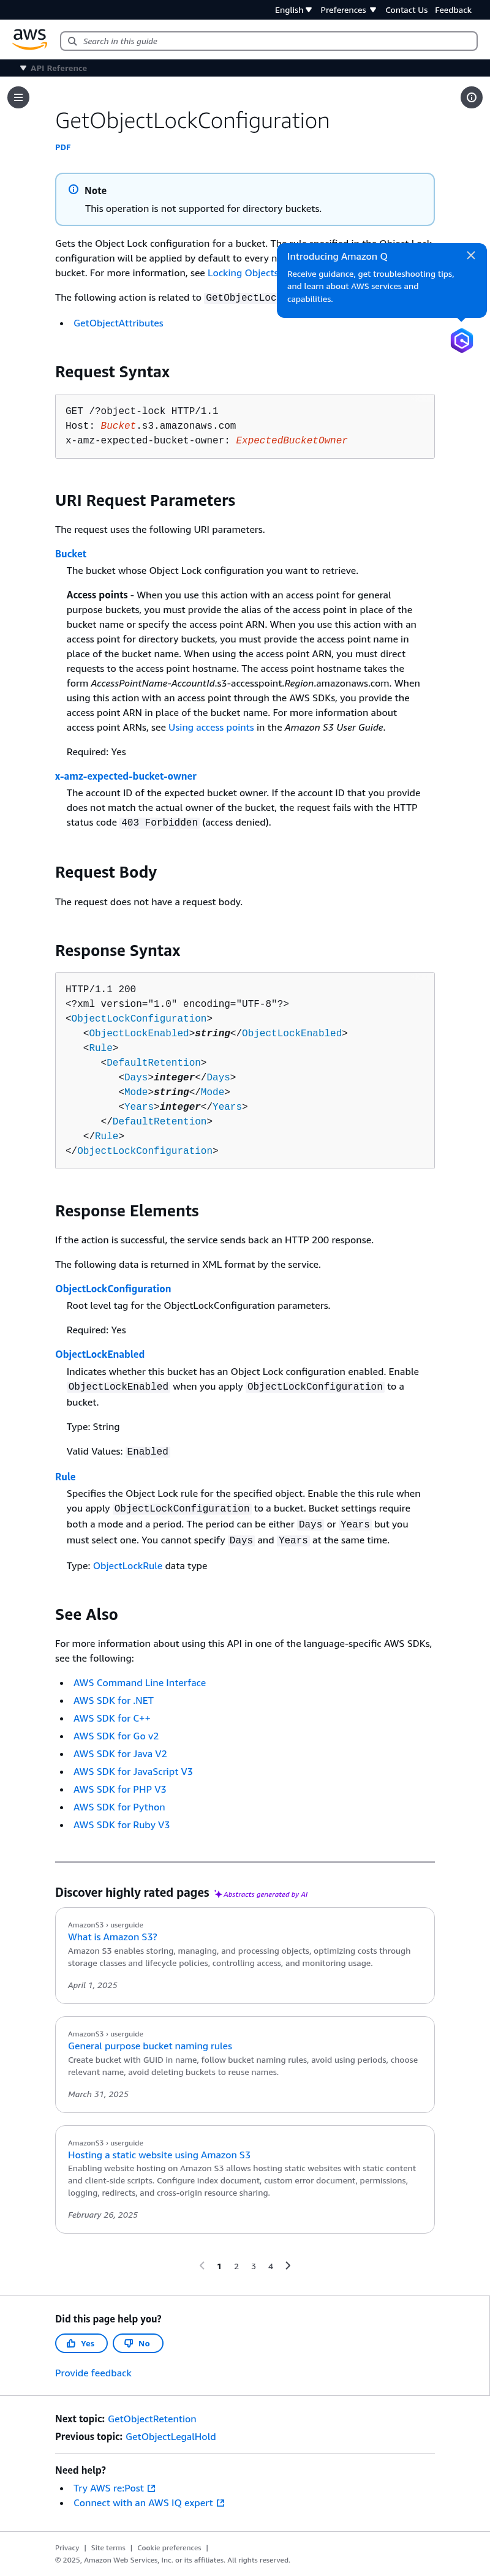 English Preferences Contact Us Feedback
aws
Search in this guide
API Reference
GetObjectLockConfiguration
PDF
Note
This operation is not supported for directory buckets.
Gets the Object Lock configuration for a bucket. The rule specified in the Object Lock
configuration will be applied by default to every n
bucket. For more information, see Locking Objects
Introducing Amazon Q
Receive guidance, get troubleshooting tips,
and learn about AWS services and
capabilities.
The following action is related to GetObjectLoc
• GetObjectAttributes
Request Syntax
GET /?object-lock HTTP/1.1
Host: Bucket.s3.amazonaws.com
x-amz-expected-bucket-owner: ExpectedBucketOwner
URI Request Parameters
The request uses the following URI parameters.
Bucket
The bucket whose Object Lock configuration you want to retrieve.
Access points - When you use this action with an access point for general
purpose buckets, you must provide the alias of the access point in place of the
bucket name or specify the access point ARN. When you use this action with an
access point for directory buckets, you must provide the access point name in
place of the bucket name. When using the access point ARN, you must direct
requests to the access point hostname. The access point hostname takes the
form AccessPointName-AccountId.s3-accesspoint.Region.amazonaws.com. When
using this action with an access point through the AWS SDKs, you provide the
access point ARN in place of the bucket name. For more information about
access point ARNs, see Using access points in the Amazon S3 User Guide.
Required: Yes
x-amz-expected-bucket-owner
The account ID of the expected bucket owner. If the account ID that you provide
does not match the actual owner of the bucket, the request fails with the HTTP
status code 403 Forbidden (access denied).
Request Body
The request does not have a request body.
Response Syntax
HTTP/1.1 200
<?xml version="1.0" encoding="UTF-8"?>
<ObjectLockConfiguration>
   <ObjectLockEnabled>string</ObjectLockEnabled>
   <Rule>
      <DefaultRetention>
         <Days>integer</Days>
         <Mode>string</Mode>
         <Years>integer</Years>
      </DefaultRetention>
   </Rule>
</ObjectLockConfiguration>
Response Elements
If the action is successful, the service sends back an HTTP 200 response.
The following data is returned in XML format by the service.
ObjectLockConfiguration
Root level tag for the ObjectLockConfiguration parameters.
Required: Yes
ObjectLockEnabled
Indicates whether this bucket has an Object Lock configuration enabled. Enable
ObjectLockEnabled when you apply ObjectLockConfiguration to a
bucket.
Type: String
Valid Values: Enabled
Rule
Specifies the Object Lock rule for the specified object. Enable the this rule when
you apply ObjectLockConfiguration to a bucket. Bucket settings require
both a mode and a period. The period can be either Days or Years but you
must select one. You cannot specify Days and Years at the same time.
Type: ObjectLockRule data type
See Also
For more information about using this API in one of the language-specific AWS SDKs,
see the following:
• AWS Command Line Interface
• AWS SDK for .NET
• AWS SDK for C++
• AWS SDK for Go v2
• AWS SDK for Java V2
• AWS SDK for JavaScript V3
• AWS SDK for PHP V3
• AWS SDK for Python
• AWS SDK for Ruby V3
Discover highly rated pages Abstracts generated by AI
AmazonS3 › userguide
What is Amazon S3?
Amazon S3 enables storing, managing, and processing objects, optimizing costs through
storage classes and lifecycle policies, controlling access, and monitoring usage.
April 1, 2025
AmazonS3 › userguide
General purpose bucket naming rules
Create bucket with GUID in name, follow bucket naming rules, avoid using periods, choose
relevant name, avoid deleting buckets to reuse names.
March 31, 2025
AmazonS3 › userguide
Hosting a static website using Amazon S3
Enabling website hosting on Amazon S3 allows hosting static websites with static content
and client-side scripts. Configure index document, custom error document, permissions,
logging, redirects, and cross-origin resource sharing.
February 26, 2025
1 2 3 4
Did this page help you?
Yes No
Provide feedback
Next topic: GetObjectRetention
Previous topic: GetObjectLegalHold
Need help?
• Try AWS re:Post
• Connect with an AWS IQ expert
Privacy | Site terms | Cookie preferences |
© 2025, Amazon Web Services, Inc. or its affiliates. All rights reserved.